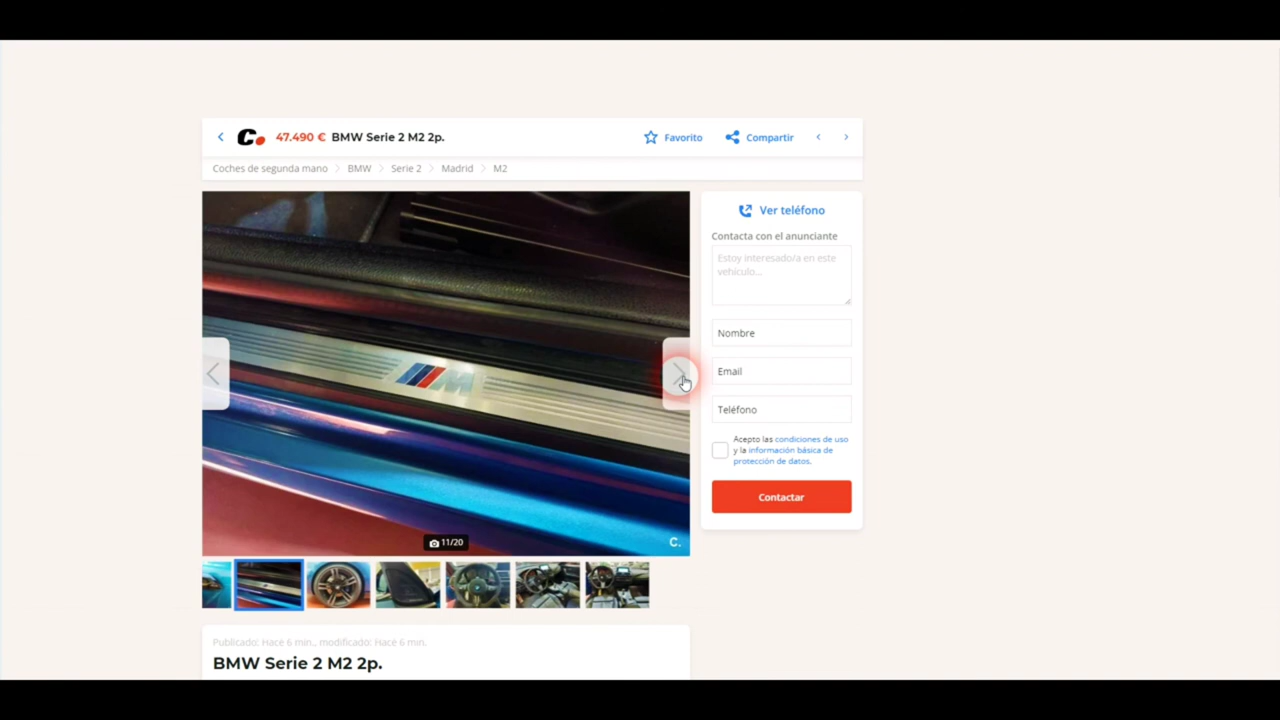 C. 47.490 € BMW Serie 2 M2 2p.
Favorito
Compartir
Coches de segunda mano BMW Serie 2 Madrid M2
Ver teléfono
Contacta con el anunciante
Estoy interesado/a en este
vehículo...
Nombre
Email
Teléfono
Acepto las condiciones de uso
y la información básica de
protección de datos.
Contactar
M
11/20
C.
Publicado: Hace 6 min., modificado: Hace 6 min.
BMW Serie 2 M2 2p.